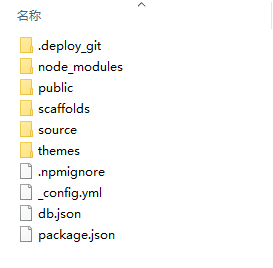 名称
.deploy_git
node_modules
public
scaffolds
source
themes
.npmignore
_config.yml
db.json
package.json